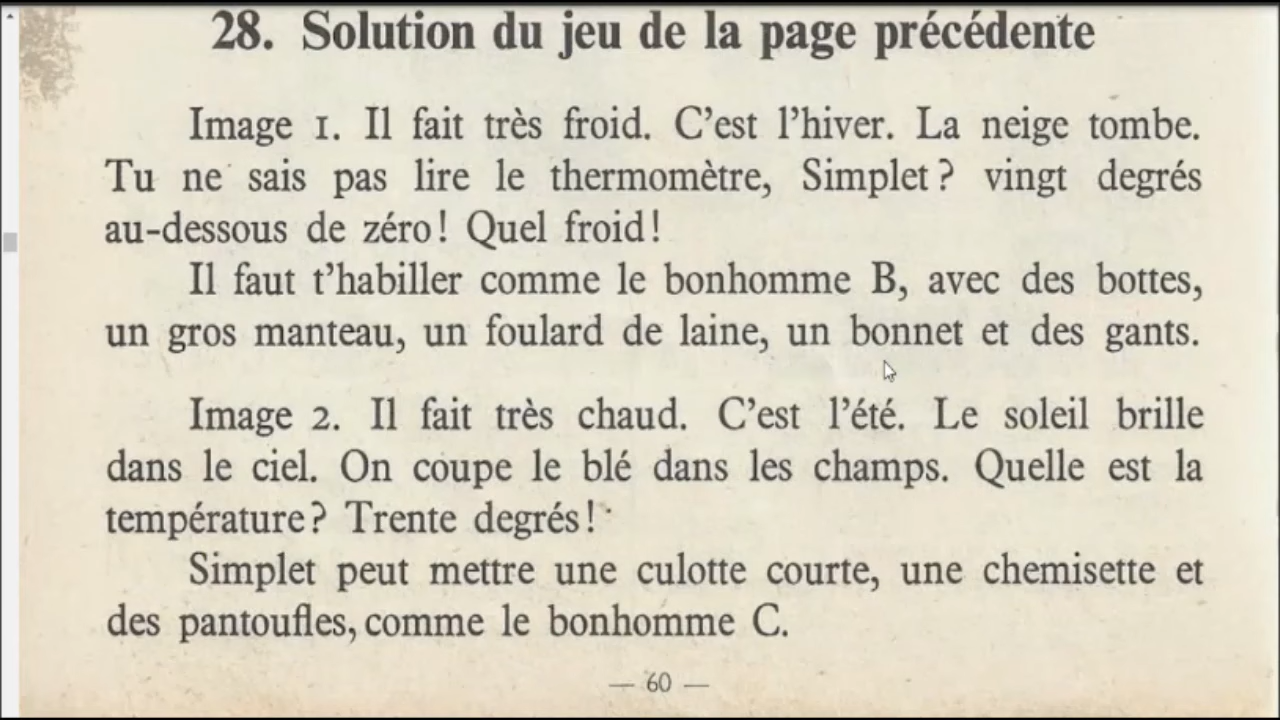 28. Solution du jeu de la page précédente
Image 1. Il fait très froid. C'est l'hiver. La neige tombe.
Tu ne sais pas lire le thermomètre, Simplet ? vingt degrés
au-dessous de zéro ! Quel froid !
Il faut t'habiller comme le bonhomme B, avec des bottes,
un gros manteau, un foulard de laine, un bonnet et des gants.
Image 2. Il fait très chaud. C'est l'été. Le soleil brille
dans le ciel. On coupe le blé dans les champs. Quelle est la
température ? Trente degrés !
Simplet peut mettre une culotte courte, une chemisette et
des pantoufles, comme le bonhomme C.
— 60 —